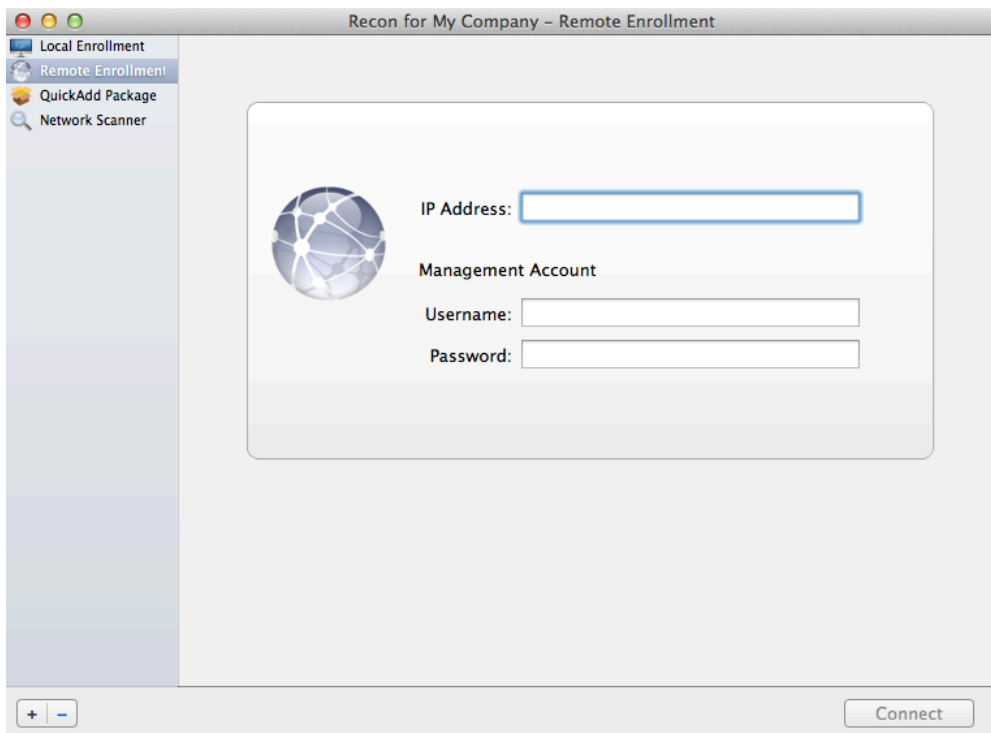 Recon for My Company – Remote Enrollment
Local Enrollment
Remote Enrollment
QuickAdd Package
Network Scanner
IP Address:
Management Account
Username:
Password:
+ –
Connect